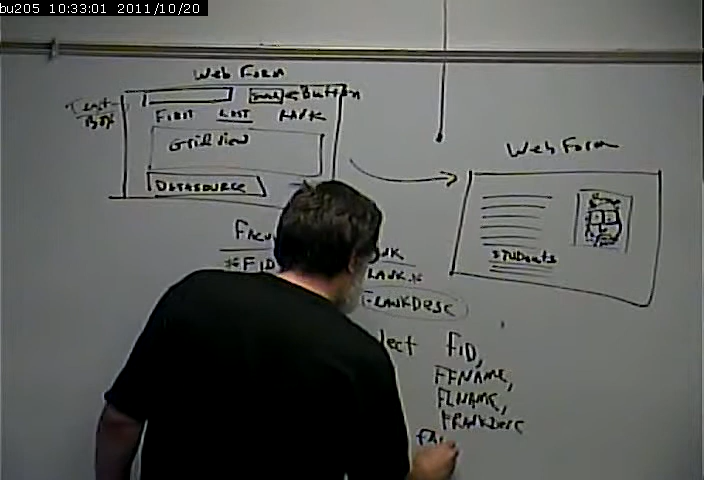 bu205 10:33:01 2011/10/20
Web Form
Text-
Box
Button
FIRST LAST RANK
GridView
DATASOURCE
Web Form
STUDENTS
*FID
RANK.*
FRANKDESC
FID,
FFNAME,
FLNAME,
FRANKDESC